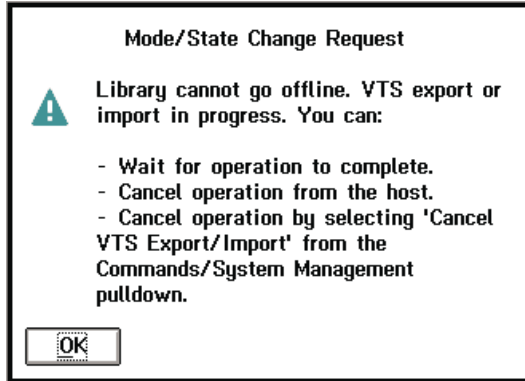 Mode/State Change Request
Library cannot go offline. VTS export or
import in progress. You can:
- Wait for operation to complete.
- Cancel operation from the host.
- Cancel operation by selecting 'Cancel
VTS Export/Import' from the
Commands/System Management
pulldown.
OK